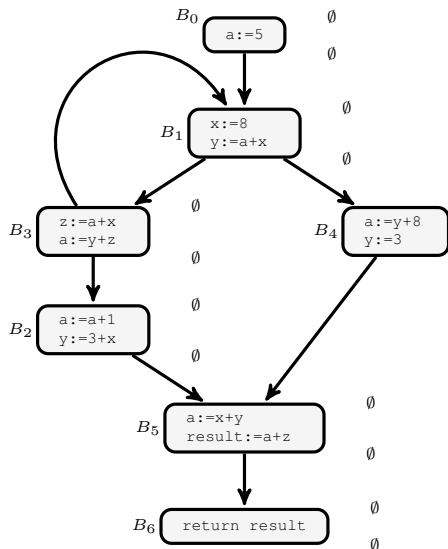 B0
a:=5
∅
∅
B1
x:=8
y:=a+x
∅
∅
B3
z:=a+x
a:=y+z
∅
∅
B4
a:=y+8
y:=3
B2
a:=a+1
y:=3+x
∅
∅
B5
a:=x+y
result:=a+z
∅
∅
B6
return result
∅
∅